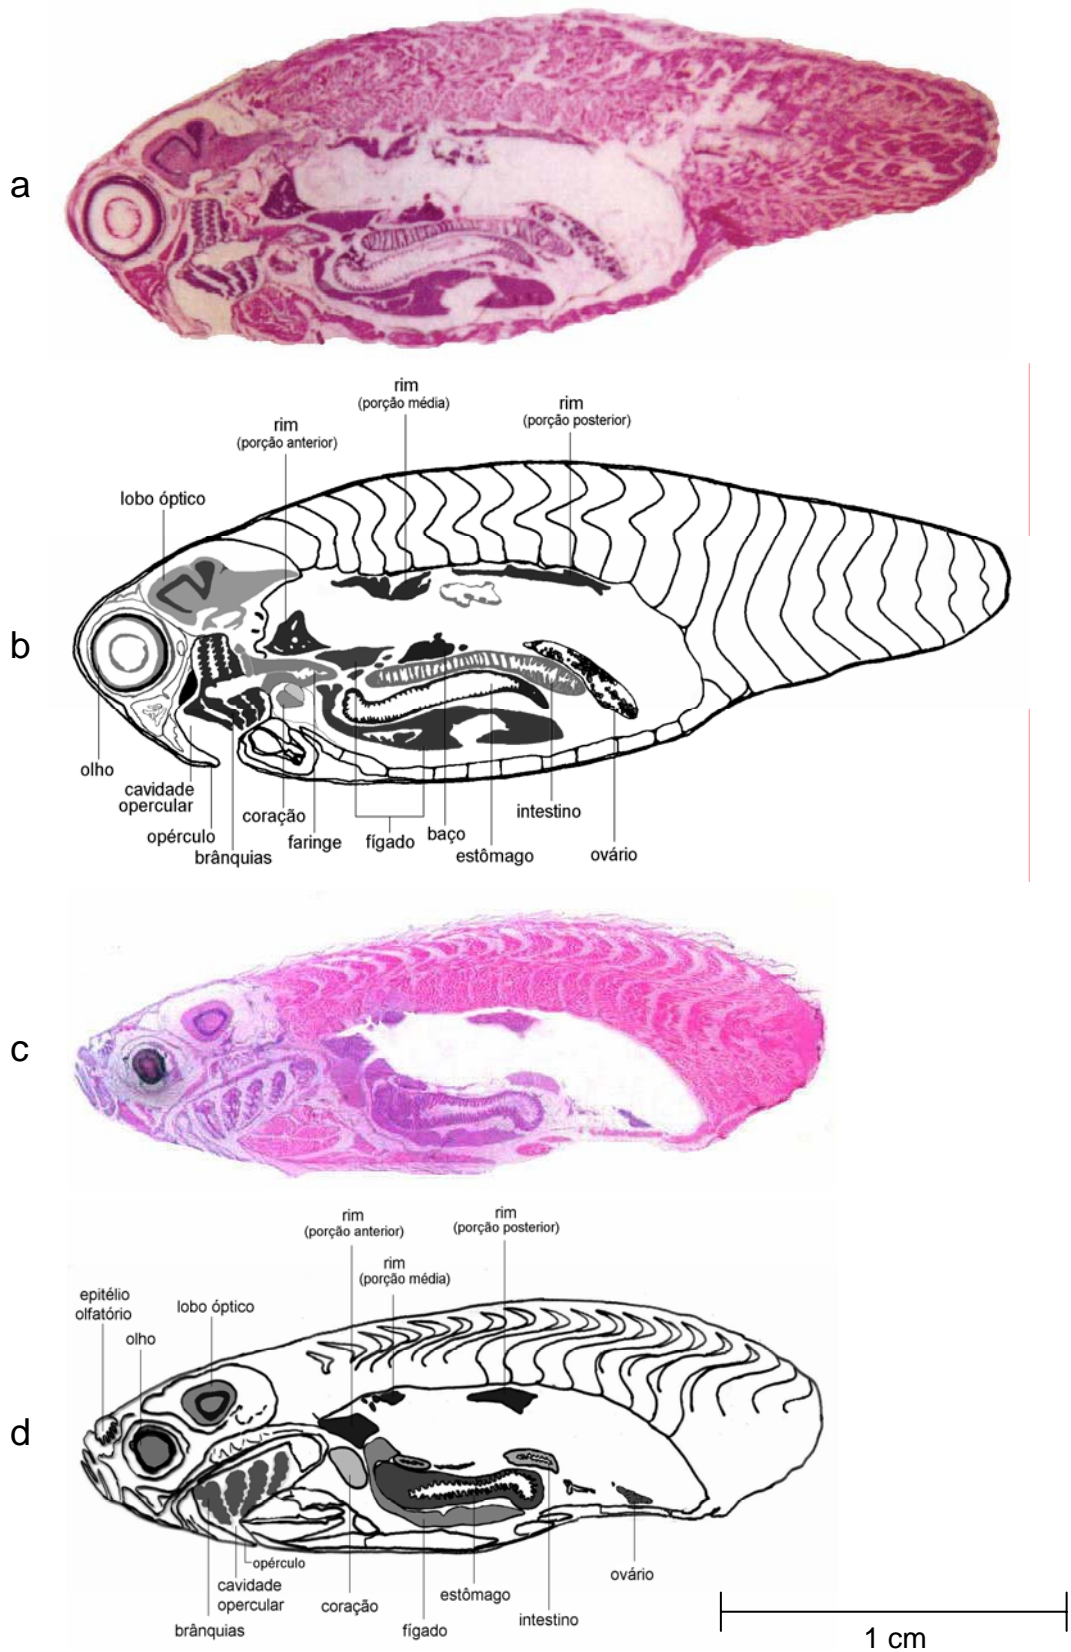 a
rim
(porção média)
rim
(porção posterior)
rim
(porção anterior)
lobo óptico
b
olho
cavidade
opercular
opérculo
brânquias
coração
faringe
fígado
baço
estômago
intestino
ovário
c
rim
(porção anterior)
rim
(porção posterior)
rim
(porção média)
epitélio
olfatório
lobo óptico
olho
d
opérculo
cavidade
opercular
brânquias
coração
fígado
estômago
intestino
ovário
1 cm